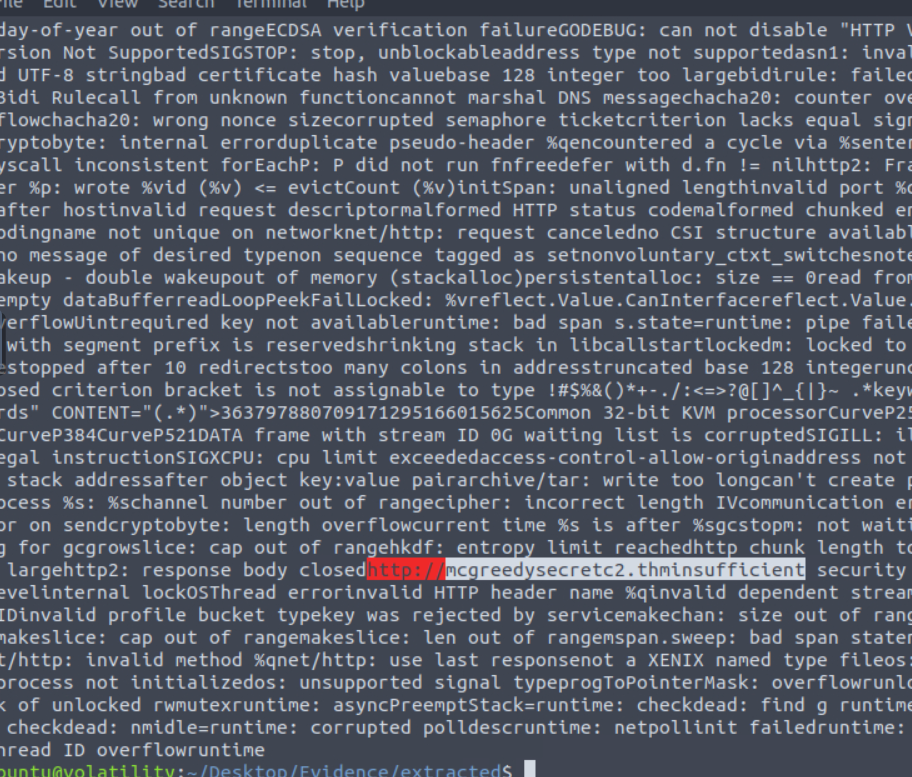 File Edit View Search Terminal Help
day-of-year out of rangeECDSA verification failureGODEBUG: can not disable "HTTP V
rsion Not SupportedSIGSTOP: stop, unblockableaddress type not supportedasn1: inval
d UTF-8 stringbad certificate hash valuebase 128 integer too largebidirule: failed
Bidi Rulecall from unknown functioncannot marshal DNS messagechacha20: counter ove
flowchacha20: wrong nonce sizecorrupted semaphore ticketcriterion lacks equal sign
ryptobyte: internal errorduplicate pseudo-header %qencountered a cycle via %senter
yscall inconsistent forEachP: P did not run fnfreedefer with d.fn != nilhttp2: Fra
er %p: wrote %vid (%v) <= evictCount (%v)initSpan: unaligned lengthinvalid port %q
after hostinvalid request descriptormalformed HTTP status codemalformed chunked en
odingname not unique on networknet/http: request canceledno CSI structure availabl
no message of desired typenon sequence tagged as setnonvoluntary_ctxt_switchesnote
akeup - double wakeupout of memory (stackalloc)persistentalloc: size == 0read from
empty dataBufferreadLoopPeekFailLocked: %vreflect.Value.CanInterfacereflect.Value.
erflowUintrequired key not availableruntime: bad span s.state=runtime: pipe faile
with segment prefix is reservedshrinking stack in libcallstartlockedm: locked to
estopped after 10 redirectstoo many colons in addresstruncated base 128 integerunc
osed criterion bracket is not assignable to type !#$%&()*+-./:<=>?@[]^_{|}~ .*keyw
rds" CONTENT="(.*)">363797880709171295166015625Common 32-bit KVM processorCurveP25
CurveP384CurveP521DATA frame with stream ID 0G waiting list is corruptedSIGILL: il
egal instructionSIGXCPU: cpu limit exceededaccess-control-allow-originaddress not
stack addressafter object key:value pairarchive/tar: write too longcan't create p
ocess %s: %schannel number out of rangecipher: incorrect length IVcommunication er
or on sendcryptobyte: length overflowcurrent time %s is after %sgcstopm: not waiti
g for gcgrowslice: cap out of rangehkdf: entropy limit reachedhttp chunk length to
largehttp2: response body closedhttp://mcgreedysecretc2.thminsufficient security
evelinternal lockOSThread errorinvalid HTTP header name %qinvalid dependent stream
IDinvalid profile bucket typekey was rejected by servicemakechan: size out of rang
makeslice: cap out of rangemakeslice: len out of rangemspan.sweep: bad span staten
t/http: invalid method %qnet/http: use last responsenot a XENIX named type fileos:
process not initializedos: unsupported signal typeprogToPointerMask: overflowrunlo
k of unlocked rwmutexruntime: asyncPreemptStack=runtime: checkdead: find g runtime
checkdead: nmidle=runtime: corrupted polldescruntime: netpollinit failedruntime:
hread ID overflowruntime
ountu@volatility:~/Desktop/Evidence/extracted$